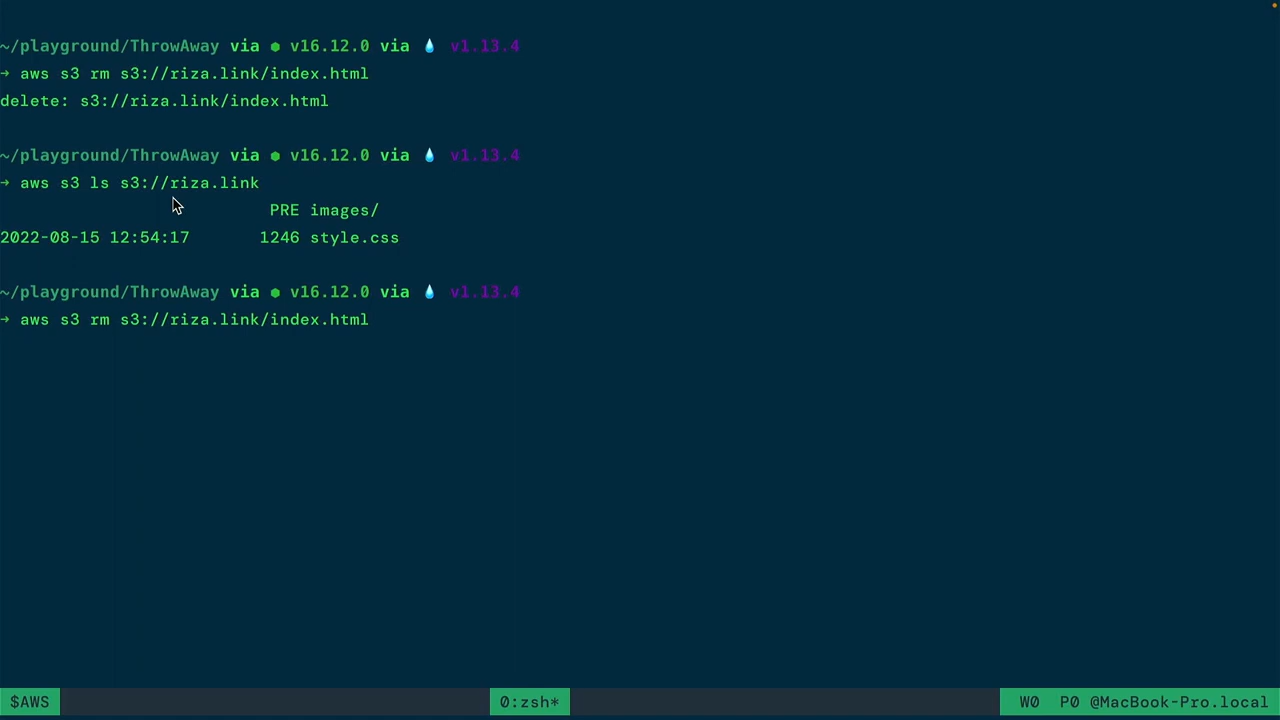 ~/playground/ThrowAway via ⬢ v16.12.0 via 💧 v1.13.4
➜ aws s3 rm s3://riza.link/index.html
delete: s3://riza.link/index.html
~/playground/ThrowAway via ⬢ v16.12.0 via 💧 v1.13.4
➜ aws s3 ls s3://riza.link
PRE images/
2022-08-15 12:54:17 1246 style.css
~/playground/ThrowAway via ⬢ v16.12.0 via 💧 v1.13.4
➜ aws s3 rm s3://riza.link/index.html
$AWS 0:zsh* W0 P0 @MacBook-Pro.local